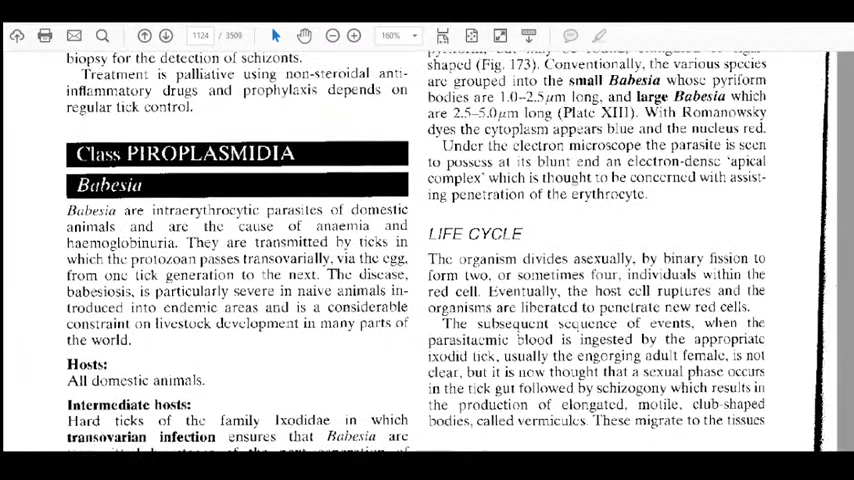 1124 / 3509
160%
biopsy for the detection of schizonts.
Treatment is palliative using non-steroidal anti-
inflammatory drugs and prophylaxis depends on
regular tick control.
Class PIROPLASMIDIA
Babesia
Babesia are intraerythrocytic parasites of domestic
animals and are the cause of anaemia and
haemoglobinuria. They are transmitted by ticks in
which the protozoan passes transovarially, via the egg,
from one tick generation to the next. The disease,
babesiosis, is particularly severe in naive animals in-
troduced into endemic areas and is a considerable
constraint on livestock development in many parts of
the world.
Hosts:
All domestic animals.
Intermediate hosts:
Hard ticks of the family Ixodidae in which
transovarian infection ensures that Babesia are
shaped (Fig. 173). Conventionally, the various species
are grouped into the small Babesia whose pyriform
bodies are 1.0–2.5μm long, and large Babesia which
are 2.5–5.0μm long (Plate XIII). With Romanowsky
dyes the cytoplasm appears blue and the nucleus red.
Under the electron microscope the parasite is seen
to possess at its blunt end an electron-dense 'apical
complex' which is thought to be concerned with assist-
ing penetration of the erythrocyte.
LIFE CYCLE
The organism divides asexually, by binary fission to
form two, or sometimes four, individuals within the
red cell. Eventually, the host cell ruptures and the
organisms are liberated to penetrate new red cells.
The subsequent sequence of events, when the
parasitaemic blood is ingested by the appropriate
ixodid tick, usually the engorging adult female, is not
clear, but it is now thought that a sexual phase occurs
in the tick gut followed by schizogony which results in
the production of elongated, motile, club-shaped
bodies, called vermicules. These migrate to the tissues